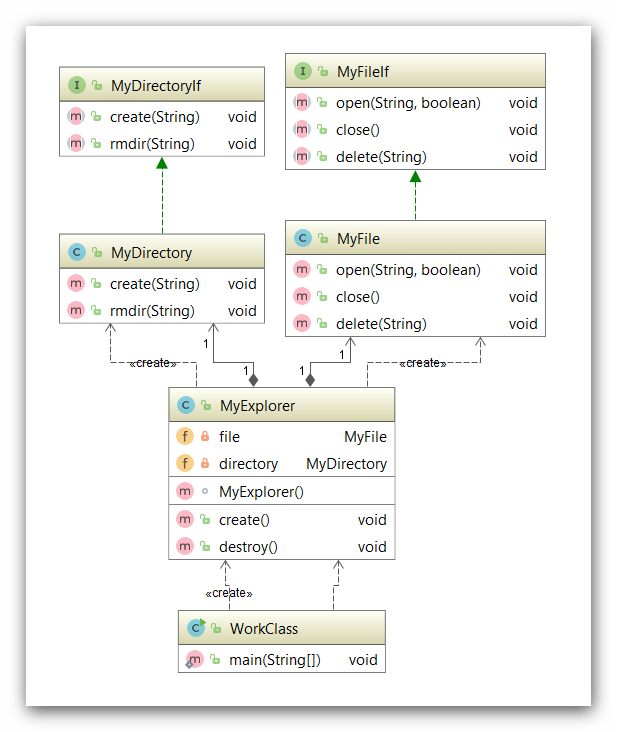 MyDirectoryIf
create(String) void
rmdir(String) void
MyFileIf
open(String, boolean) void
close() void
delete(String) void
MyDirectory
create(String) void
rmdir(String) void
MyFile
open(String, boolean) void
close() void
delete(String) void
1
1
«create»
1
1
«create»
MyExplorer
file MyFile
directory MyDirectory
MyExplorer()
create() void
destroy() void
«create»
WorkClass
main(String[]) void